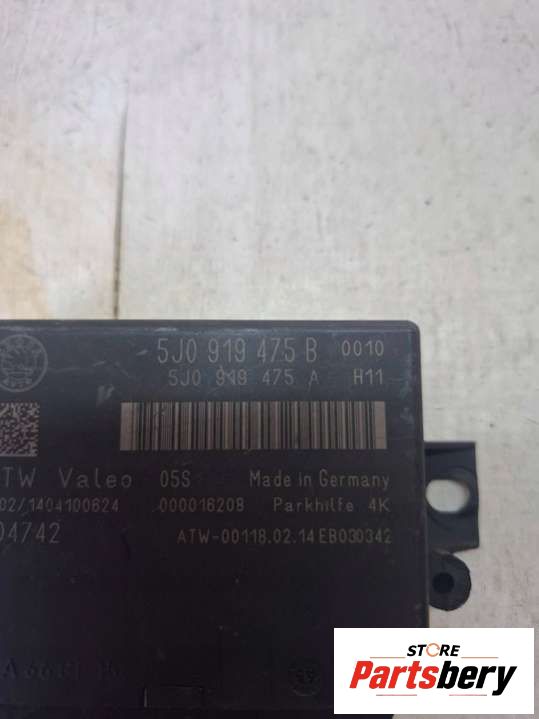 5J0 919 475 B 0010
5J0 919 475 A H11
TW Valeo 05S Made in Germany
02/1404100624 000016208 Parkhilfe 4K
04742 ATW-00118.02.14 EB030342
STORE
Partsbery